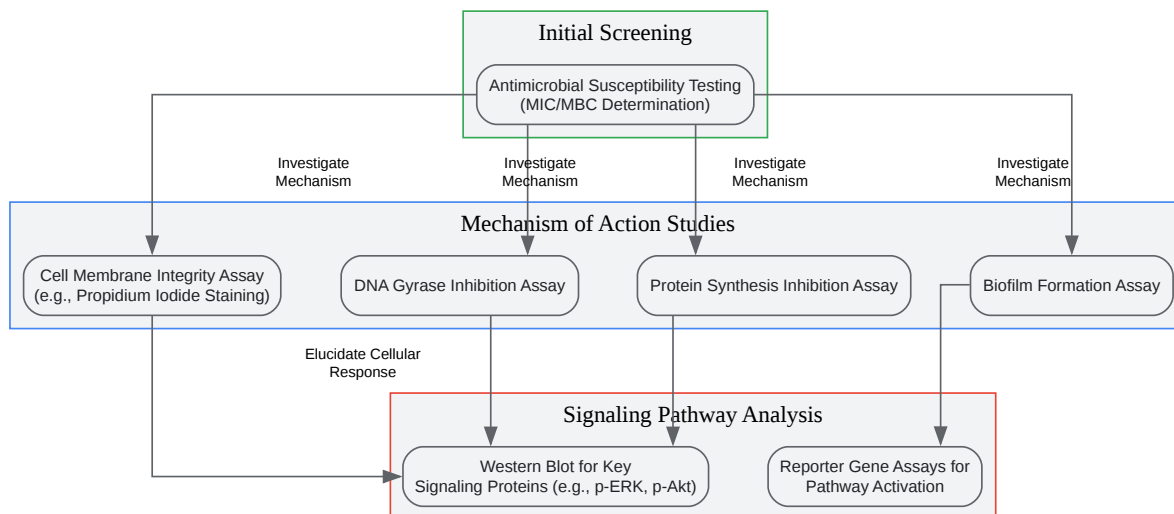 Initial Screening
Antimicrobial Susceptibility Testing
(MIC/MBC Determination)
Investigate
Mechanism
Investigate
Mechanism
Investigate
Mechanism
Investigate
Mechanism
Mechanism of Action Studies
Cell Membrane Integrity Assay
(e.g., Propidium Iodide Staining)
DNA Gyrase Inhibition Assay
Protein Synthesis Inhibition Assay
Biofilm Formation Assay
Elucidate Cellular
Response
Signaling Pathway Analysis
Western Blot for Key
Signaling Proteins (e.g., p-ERK, p-Akt)
Reporter Gene Assays for
Pathway Activation